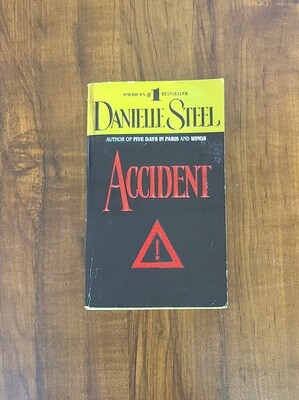 AMERICA'S #1 BESTSELLER
DANIELLE STEEL
AUTHOR OF FIVE DAYS IN PARIS AND WINGS
ACCIDENT
!